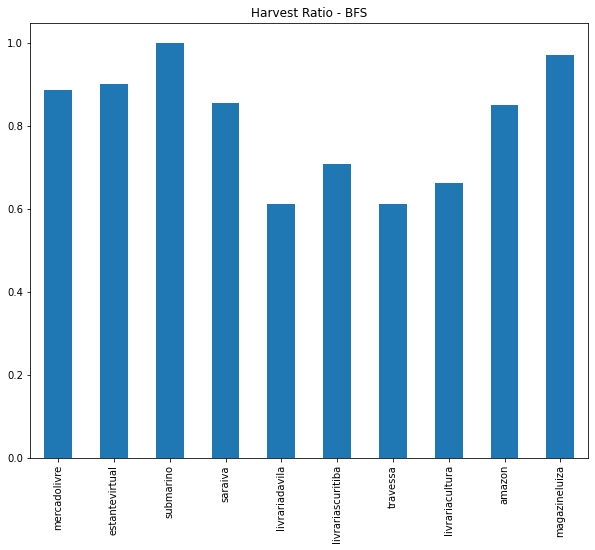 Harvest Ratio - BFS
1.0
0.8
0.6
0.4
0.2
0.0
mercadolivre
estantevirtual
submarino
saraiva
livrariadavila
livrariascuritiba
travessa
livrariacultura
amazon
magazineluiza